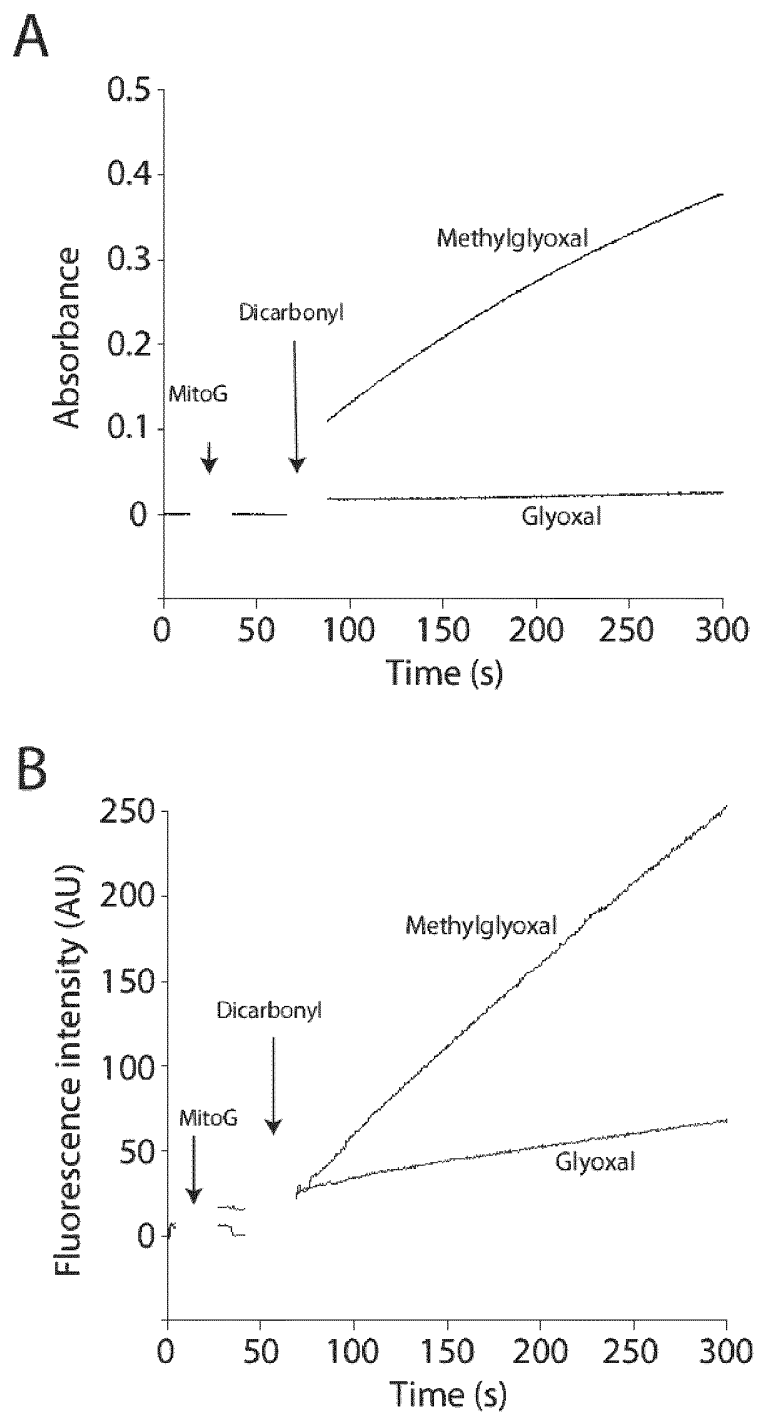 A
0.5
0.4
0.3
0.2
0.1
0
Absorbance
Methylglyoxal
Dicarbonyl
MitoG
Glyoxal
0 50 100 150 200 250 300
Time (s)
B
250
200
150
100
50
0
Fluorescence intensity (AU)
Methylglyoxal
Dicarbonyl
MitoG
Glyoxal
0 50 100 150 200 250 300
Time (s)